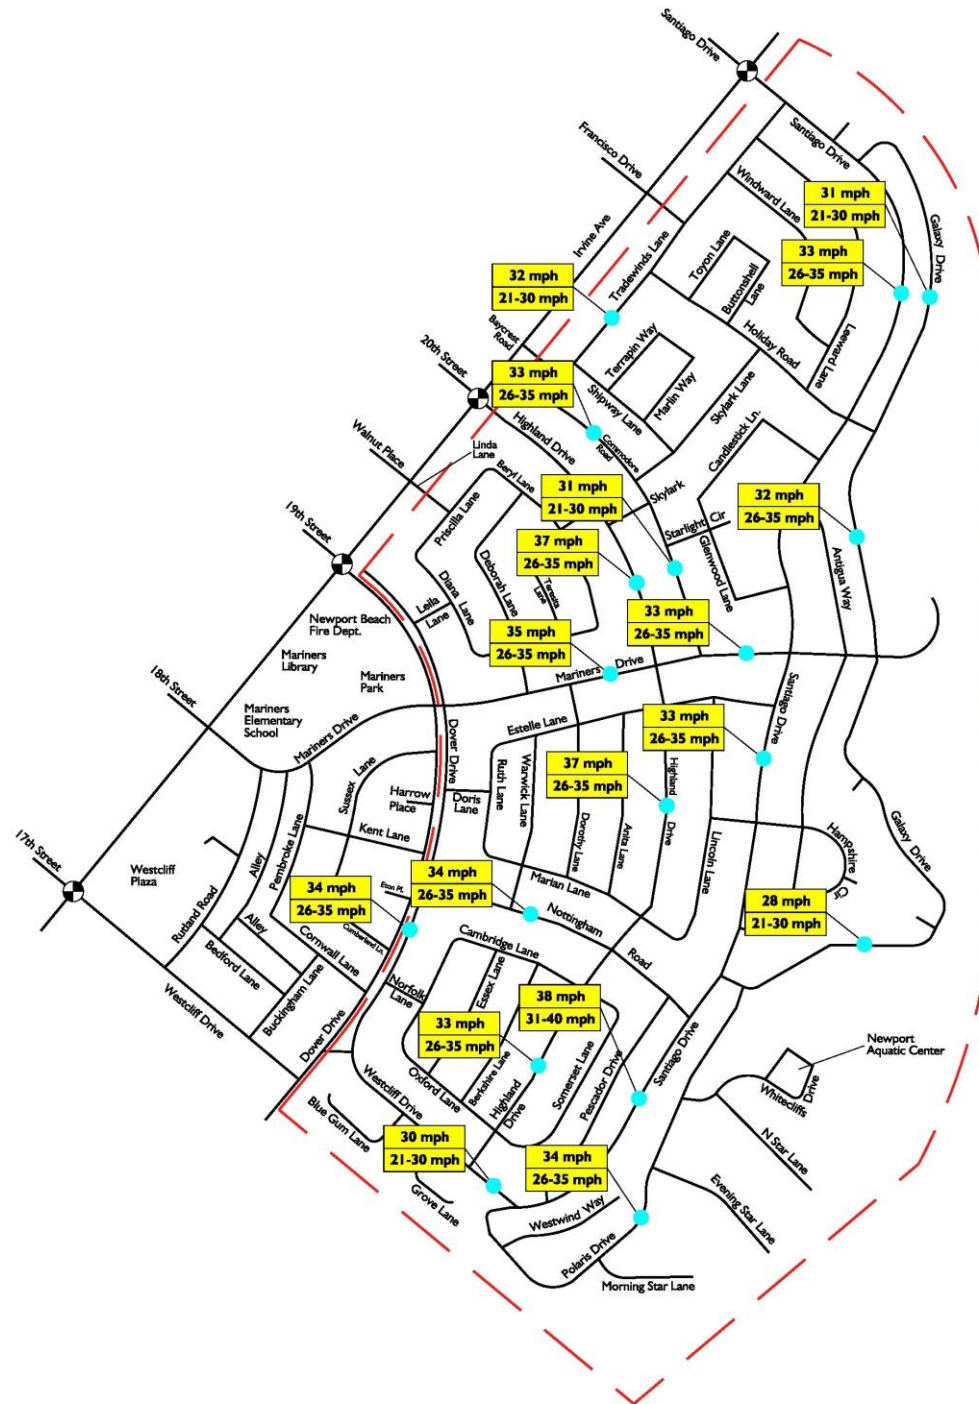 Santiago Drive
Santiago Drive
Francisco Drive
Windward Lane
31 mph
21-30 mph
Galaxy Drive
Irvine Ave
Toyon Lane
33 mph
26-35 mph
32 mph
21-30 mph
Tradewinds Lane
Buttonshell
Lane
Baycrest
Road
Holiday Road
Leeward Lane
20th Street
Terrapin Way
33 mph
26-35 mph
Shipway Lane
Marlin Way
Skylark Lane
Walnut Place
Linda
Lane
Highland Drive
Commodore
Road
Candlestick Ln.
Beryl Lane
31 mph
21-30 mph
Skylark
32 mph
26-35 mph
19th Street
Priscilla Lane
Starlight Cir
37 mph
26-35 mph
Glenwood Lane
Antigua Way
Deborah Lane
Diana Lane
Teresita
Lane
Leila
Lane
Newport Beach
Fire Dept.
33 mph
26-35 mph
35 mph
26-35 mph
Mariners
Library
Mariners
Park
Mariners Drive
18th Street
Mariners
Elementary
School
Mariners Drive
Santiago Drive
Dover Drive
Estelle Lane
33 mph
26-35 mph
Sussex Lane
Ruth Lane
Warwick Lane
37 mph
26-35 mph
Highland
Drive
Harrow
Place
Doris
Lane
Galaxy Drive
Kent Lane
Dorothy Lane
Anita Lane
Lincoln Lane
Hampshire
Cir
17th Street
Westcliff
Plaza
Pembroke Lane
Alley
34 mph
26-35 mph
34 mph
26-35 mph
Eton Pl.
Marian Lane
28 mph
21-30 mph
Rutland Road
Alley
Nottingham
Road
Cumberland Ln.
Cornwall Lane
Cambridge Lane
Bedford Lane
Buckingham Lane
Norfolk
Lane
Essex Lane
38 mph
31-40 mph
Westcliff Drive
Dover Drive
33 mph
26-35 mph
Santiago Drive
Newport
Aquatic Center
Oxford Lane
Berkshire Lane
Highland
Drive
Somerset Lane
Pescador Drive
Whitecliffs
Drive
Westcliff Drive
Blue Gum Lane
30 mph
21-30 mph
34 mph
26-35 mph
N Star Lane
Grove Lane
Westwind Way
Evening Star Lane
Polaris Drive
Morning Star Lane